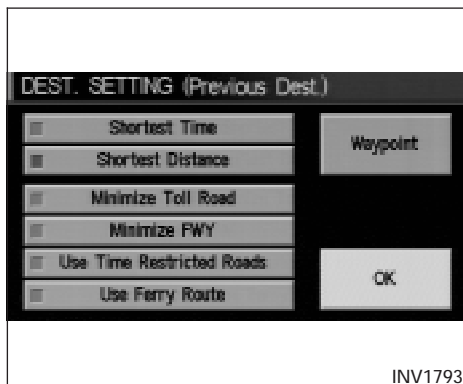 DEST. SETTING (Previous Dest.)
Shortest Time
Shortest Distance
Waypoint
Minimize Toll Road
Minimize FWY
Use Time Restricted Roads
Use Ferry Route
OK
INV1793